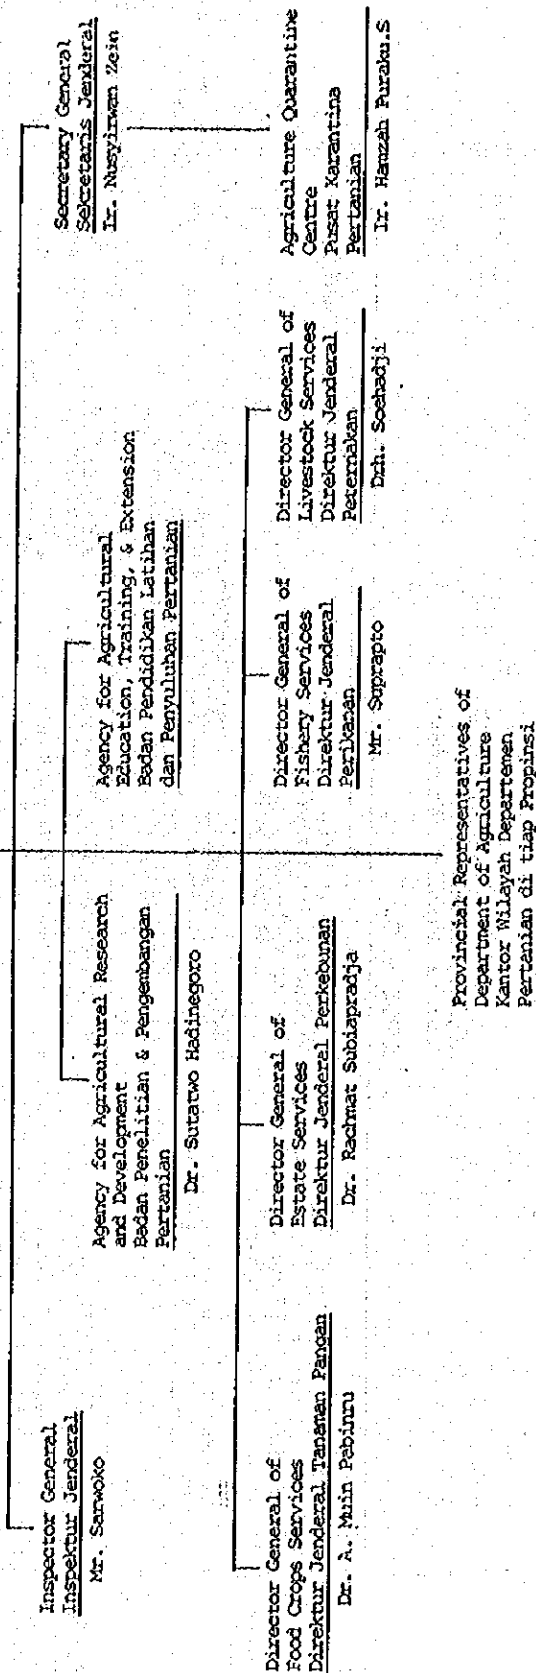 Inspector General
Inspektur Jenderal
Mr. Sarwoko
Secretary General
Sekretaris Jenderal
Ir. Nusyirwan Zein
Agency for Agricultural Research
and Development
Badan Penelitian & Pengembangan
Pertanian
Dr. Sutatwo Hadinegoro
Agency for Agricultural
Education, Training, & Extension
Badan Pendidikan Latihan
dan Penyuluhan Pertanian
Director General of
Food Crops Services
Direktur Jenderal Tanaman Pangan
Dr. A. Muin Pabinru
Director General of
Estate Services
Direktur Jenderal Perkebunan
Dr. Rachmat Subiapradja
Director General of
Fishery Services
Direktur Jenderal
Perikanan
Mr. Suprapto
Director General of
Livestock Services
Direktur Jenderal
Peternakan
Drh. Soehadji
Agriculture Quarantine
Centre
Pusat Karantina
Pertanian
Ir. Hamzah Puraku.S
Provincial Representatives of
Department of Agriculture
Kantor Wilayah Departemen
Pertanian di tiap Propinsi